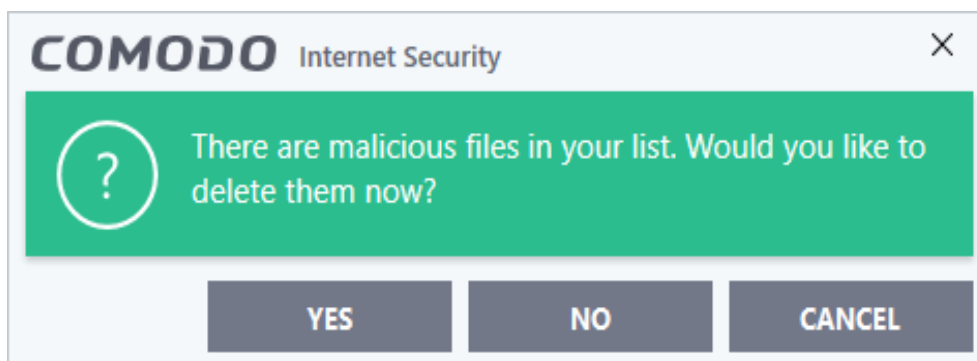 COMODO Internet Security
There are malicious files in your list. Would you like to
delete them now?
YES NO CANCEL